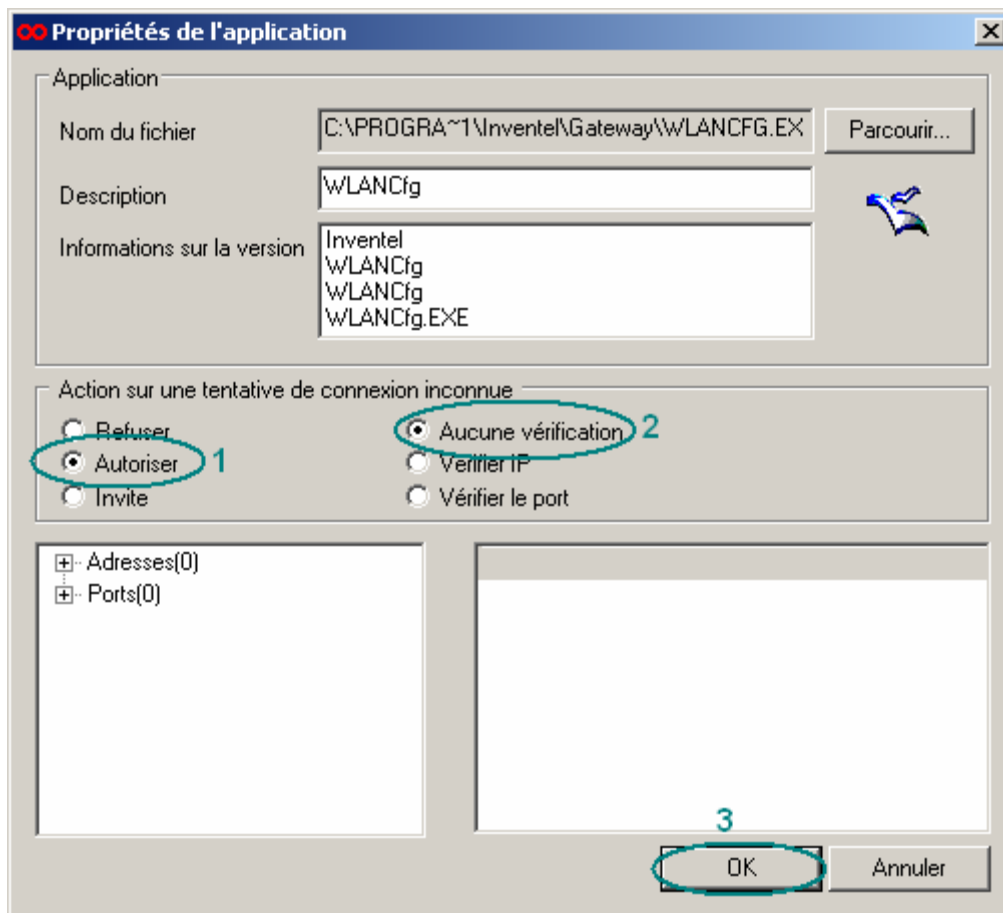 Propriétés de l'application
Application
Nom du fichier
C:\PROGRA~1\Inventel\Gateway\WLANCFG.EX
Parcourir...
Description
WLANCfg
Informations sur la version
Inventel
WLANCfg
WLANCfg
WLANCfg.EXE
Action sur une tentative de connexion inconnue
Refuser
Aucune vérification 2
Autoriser 1
Verifier IP
Invite
Vérifier le port
Adresses(0)
Ports(0)
3
OK
Annuler